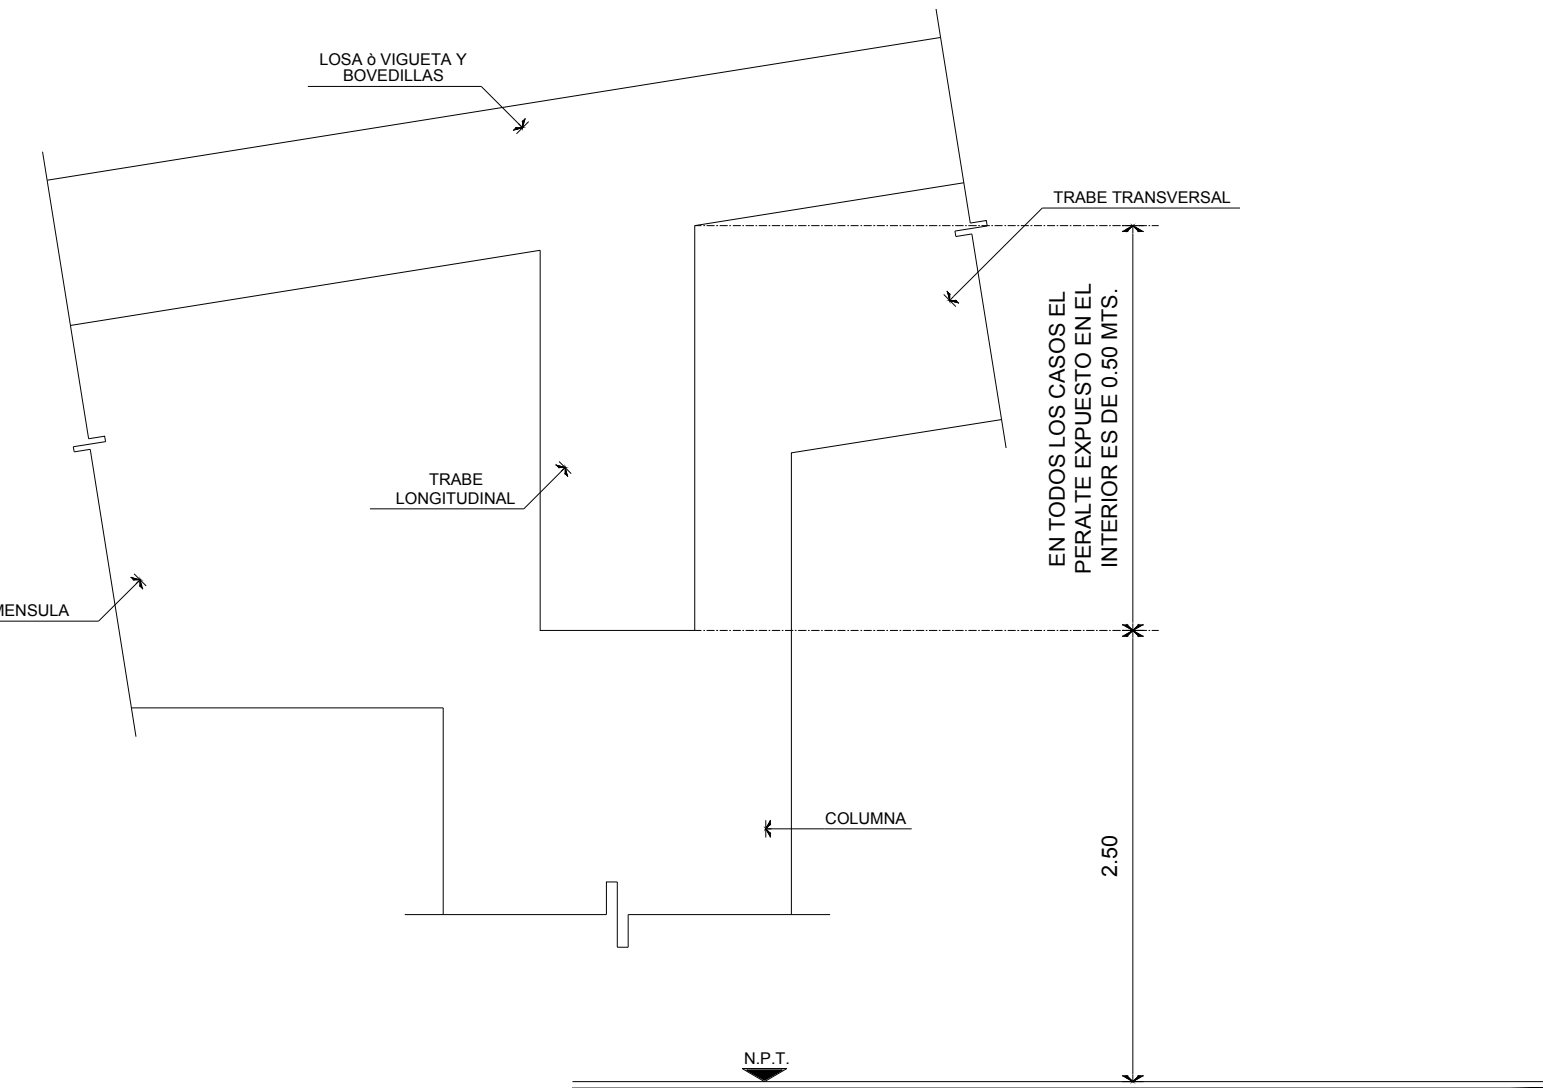 LOSA ò VIGUETA Y
BOVEDILLAS
TRABE TRANSVERSAL
EN TODOS LOS CASOS EL
PERALTE EXPUESTO EN EL
INTERIOR ES DE 0.50 MTS.
TRABE
LONGITUDINAL
MENSULA
COLUMNA
2.50
N.P.T.